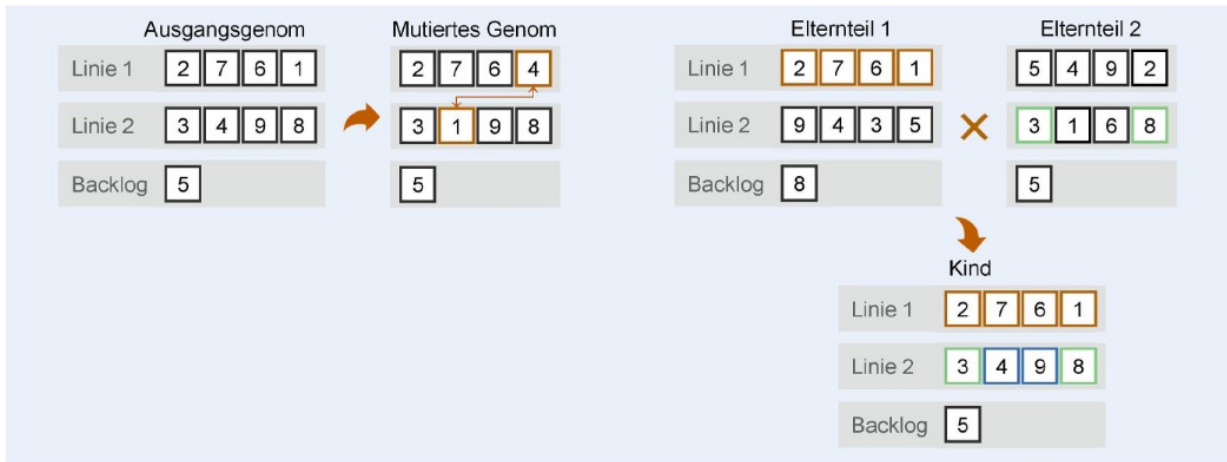 Ausgangsgenom
Mutiertes Genom
Linie 1 2 7 6 1
2 7 6 4
Linie 2 3 4 9 8
3 1 9 8
Backlog 5
5
Elternteil 1
Elternteil 2
Linie 1 2 7 6 1
5 4 9 2
Linie 2 9 4 3 5
3 1 6 8
Backlog 8
5
Kind
Linie 1 2 7 6 1
Linie 2 3 4 9 8
Backlog 5